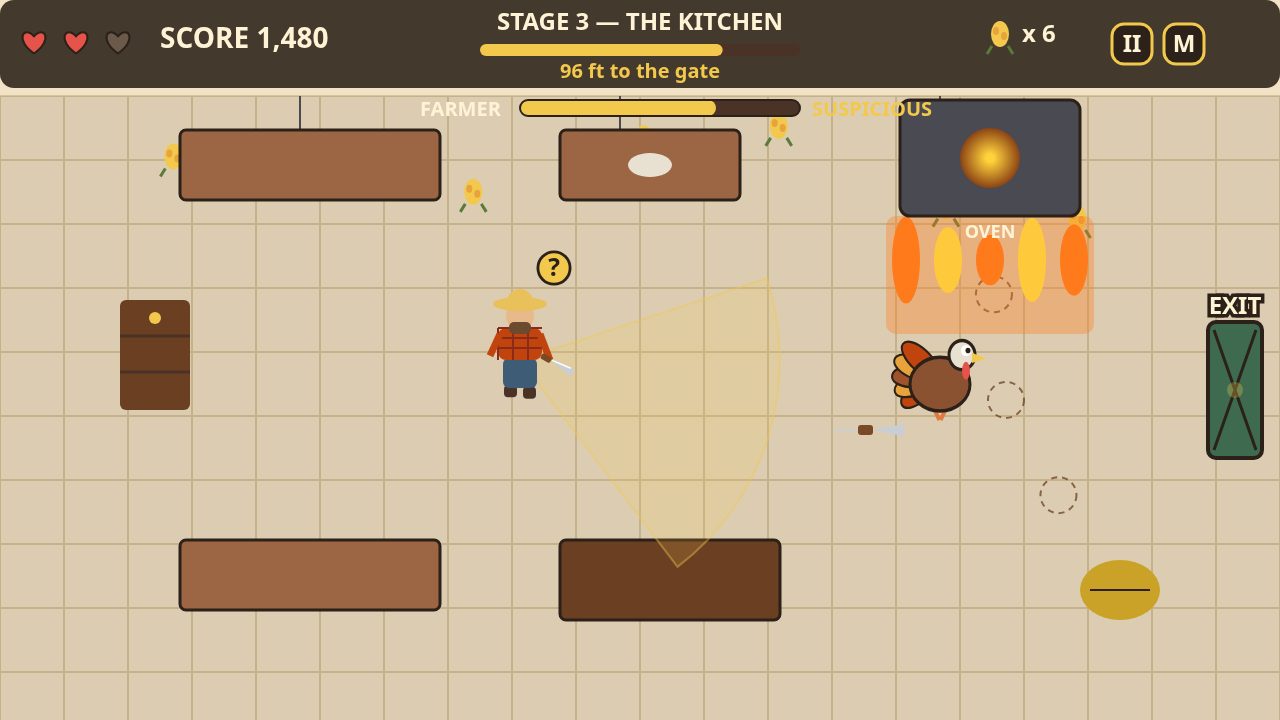 SCORE 1,480
STAGE 3 — THE KITCHEN
96 ft to the gate
x 6
II
M
FARMER
SUSPICIOUS
OVEN
?
EXIT